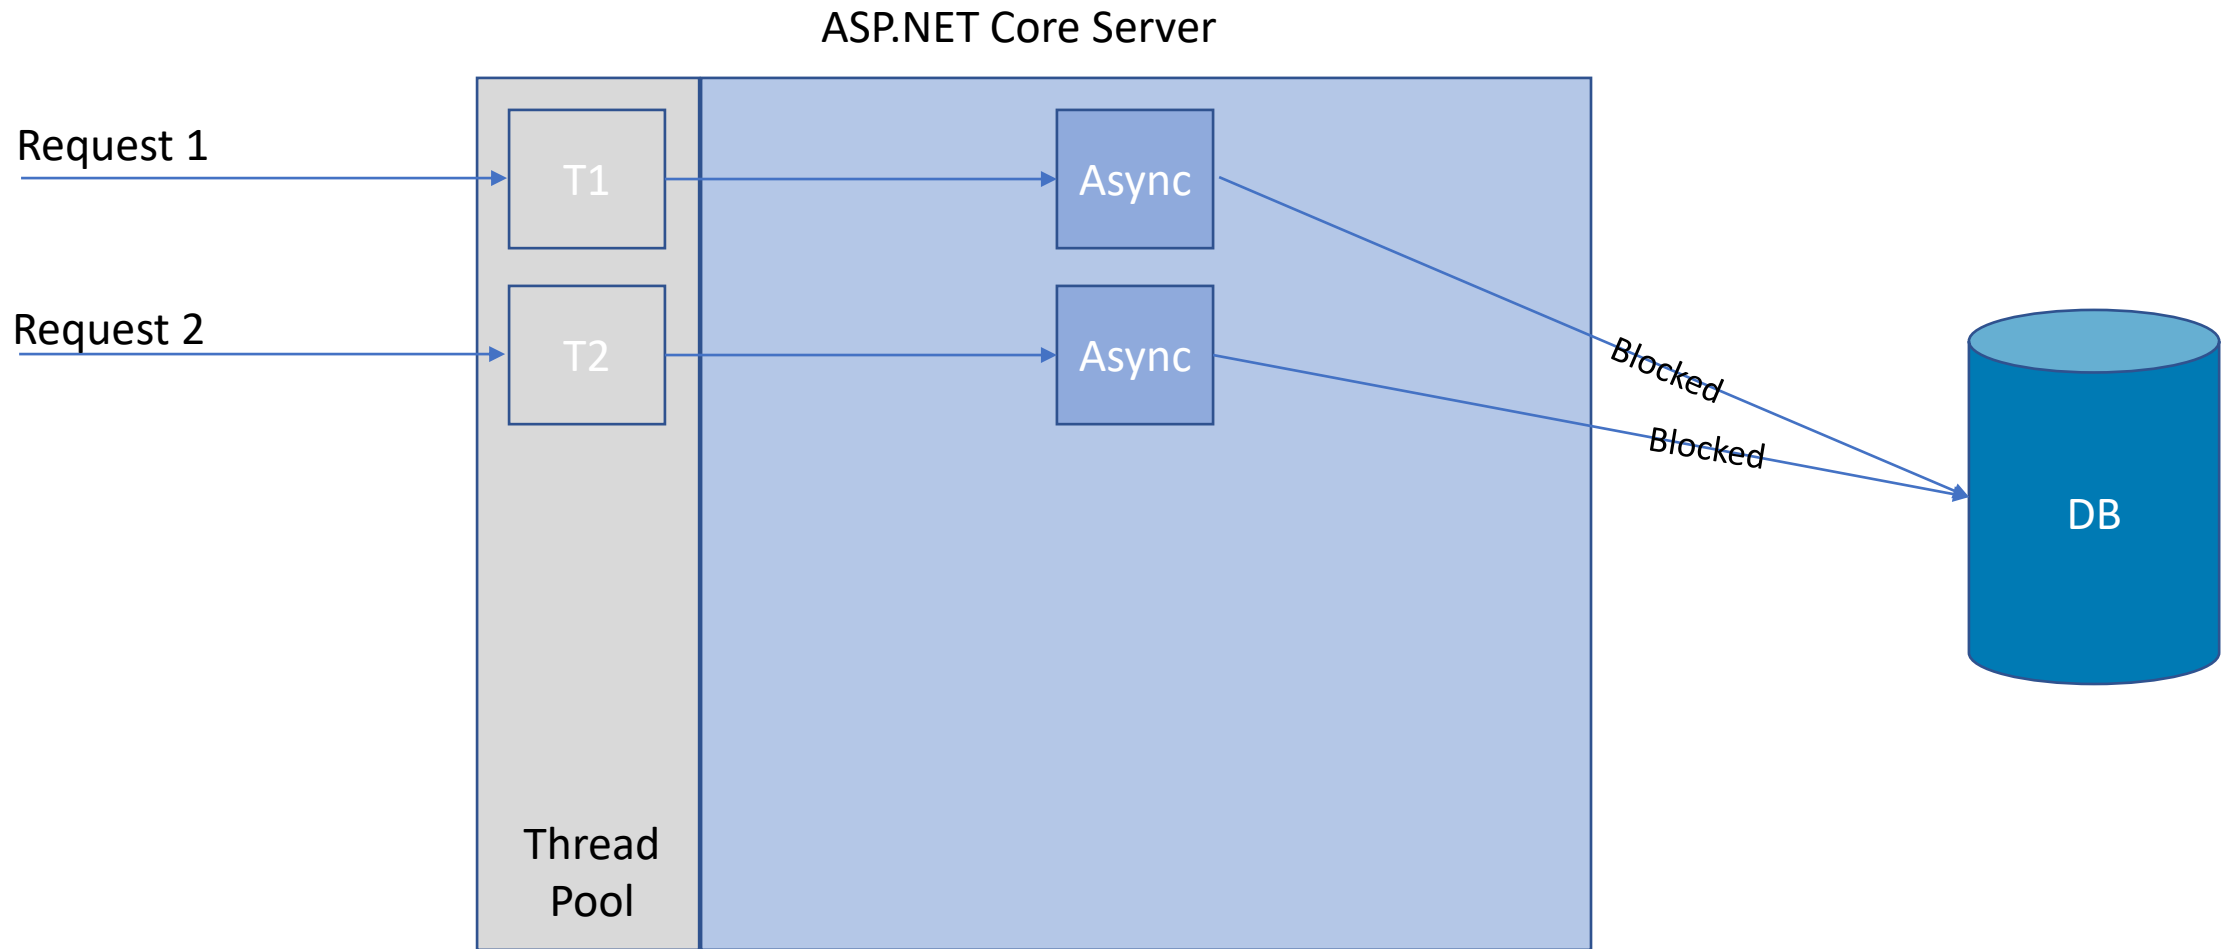 ASP.NET Core Server
Request 1
T1
Async
Request 2
T2
Async
Blocked
Blocked
DB
Thread
Pool